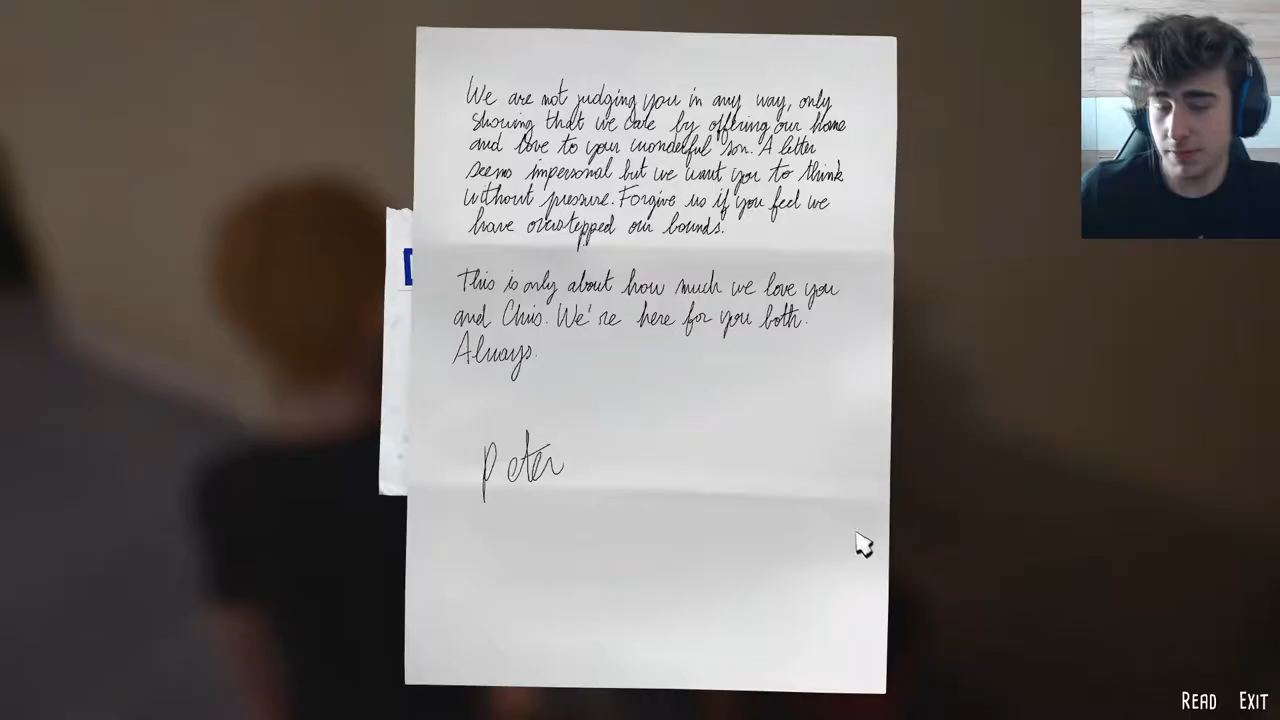 We are not judging you in any way, only
showing that we care by offering our home
and love to your wonderful son. A letter
seems impersonal but we want you to think
without pressure. Forgive us if you feel we
have overstepped our bounds.
This is only about how much we love you
and Chris. We're here for you both.
Always.
Peter
READ EXIT